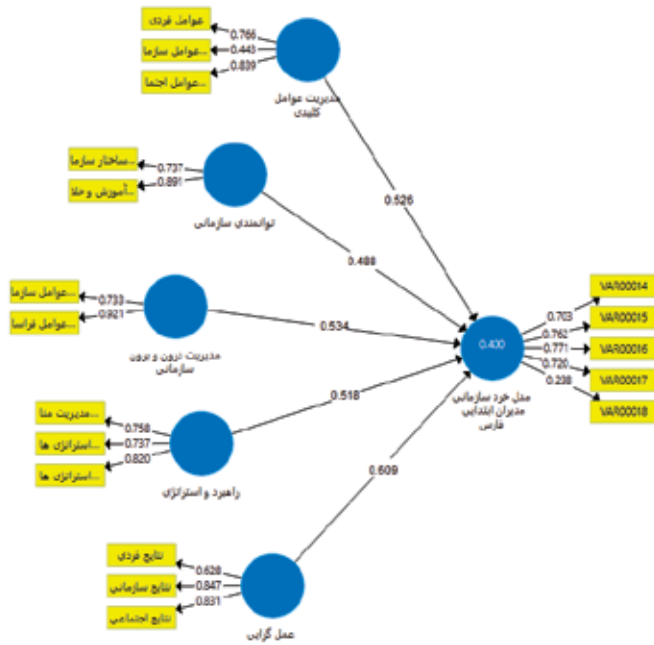 عوامل فردی
0.766
عوامل سازما...
0.443
عوامل اجتما...
0.839
مدیریت عوامل
کلیدی
0.526
ساختار سازما...
0.737
آموزش و خلا...
0.891
توانمندی سازمانی
0.488
عوامل سازما...
0.733
عوامل فراسا...
0.921
مدیریت درون و برون
سازمانی
0.534
مدیریت منا...
0.758
استراتژی ها...
0.737
استراتژی ها...
0.820
راهبرد و استراتژی
0.518
نتایج فردی
0.628
نتایج سازمانی
0.847
نتایج اجتماعی
0.831
عمل گرایی
0.609
0.400
مدل خرد سازمانی
مدیران ابتدایی
فارس
0.703
VAR00014
0.762
VAR00015
0.771
VAR00016
0.720
VAR00017
0.238
VAR00018